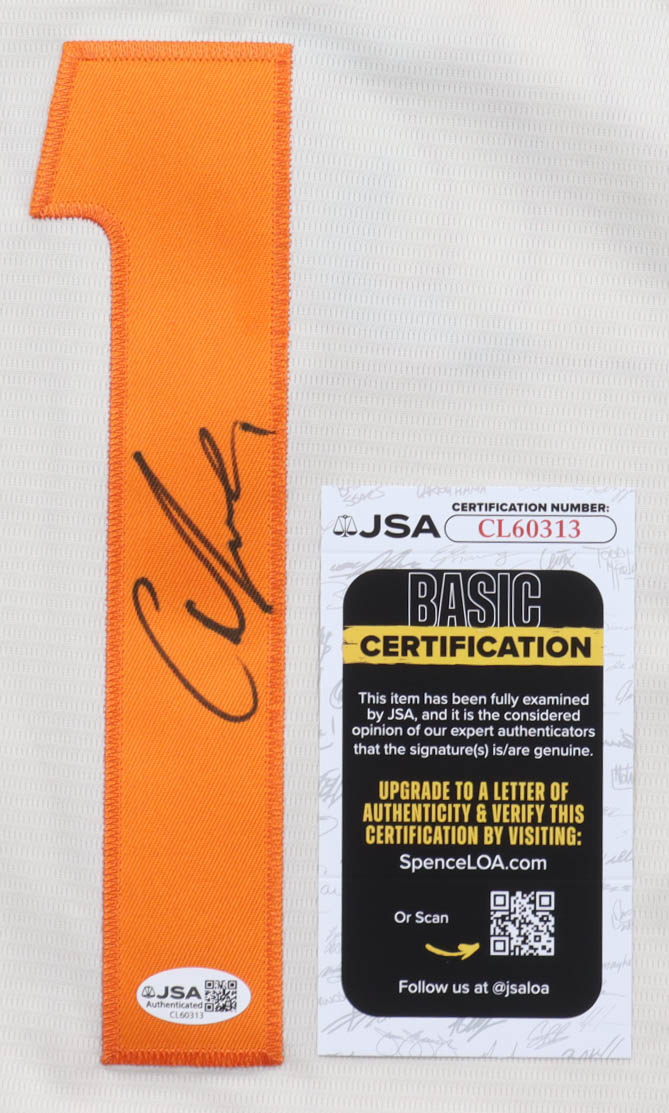 1
JSA
CERTIFICATION NUMBER:
CL60313
BASIC
CERTIFICATION
This item has been fully examined
by JSA, and it is the considered
opinion of our expert authenticators
that the signature(s) is/are genuine.
UPGRADE TO A LETTER OF
AUTHENTICITY & VERIFY THIS
CERTIFICATION BY VISITING:
SpenceLOA.com
Or Scan
Follow us at @jsaloa
JSA
Authenticated
CL60313